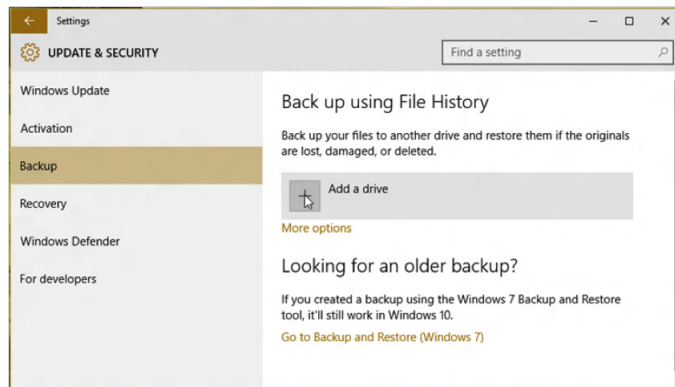 Settings
UPDATE & SECURITY
Find a setting
Windows Update
Activation
Backup
Recovery
Windows Defender
For developers
Back up using File History
Back up your files to another drive and restore them if the originals
are lost, damaged, or deleted.
Add a drive
More options
Looking for an older backup?
If you created a backup using the Windows 7 Backup and Restore
tool, it'll still work in Windows 10.
Go to Backup and Restore (Windows 7)